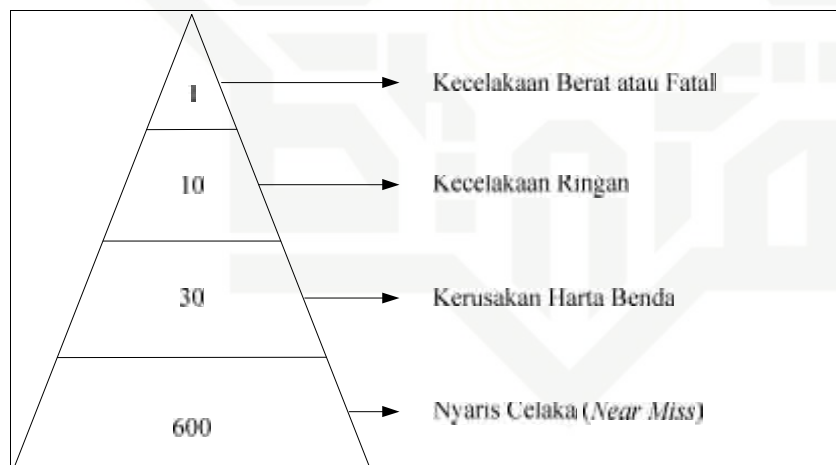 1
Kecelakaan Berat atau Fatal
10
Kecelakaan Ringan
30
Kerusakan Harta Benda
600
Nyaris Celaka (Near Miss)